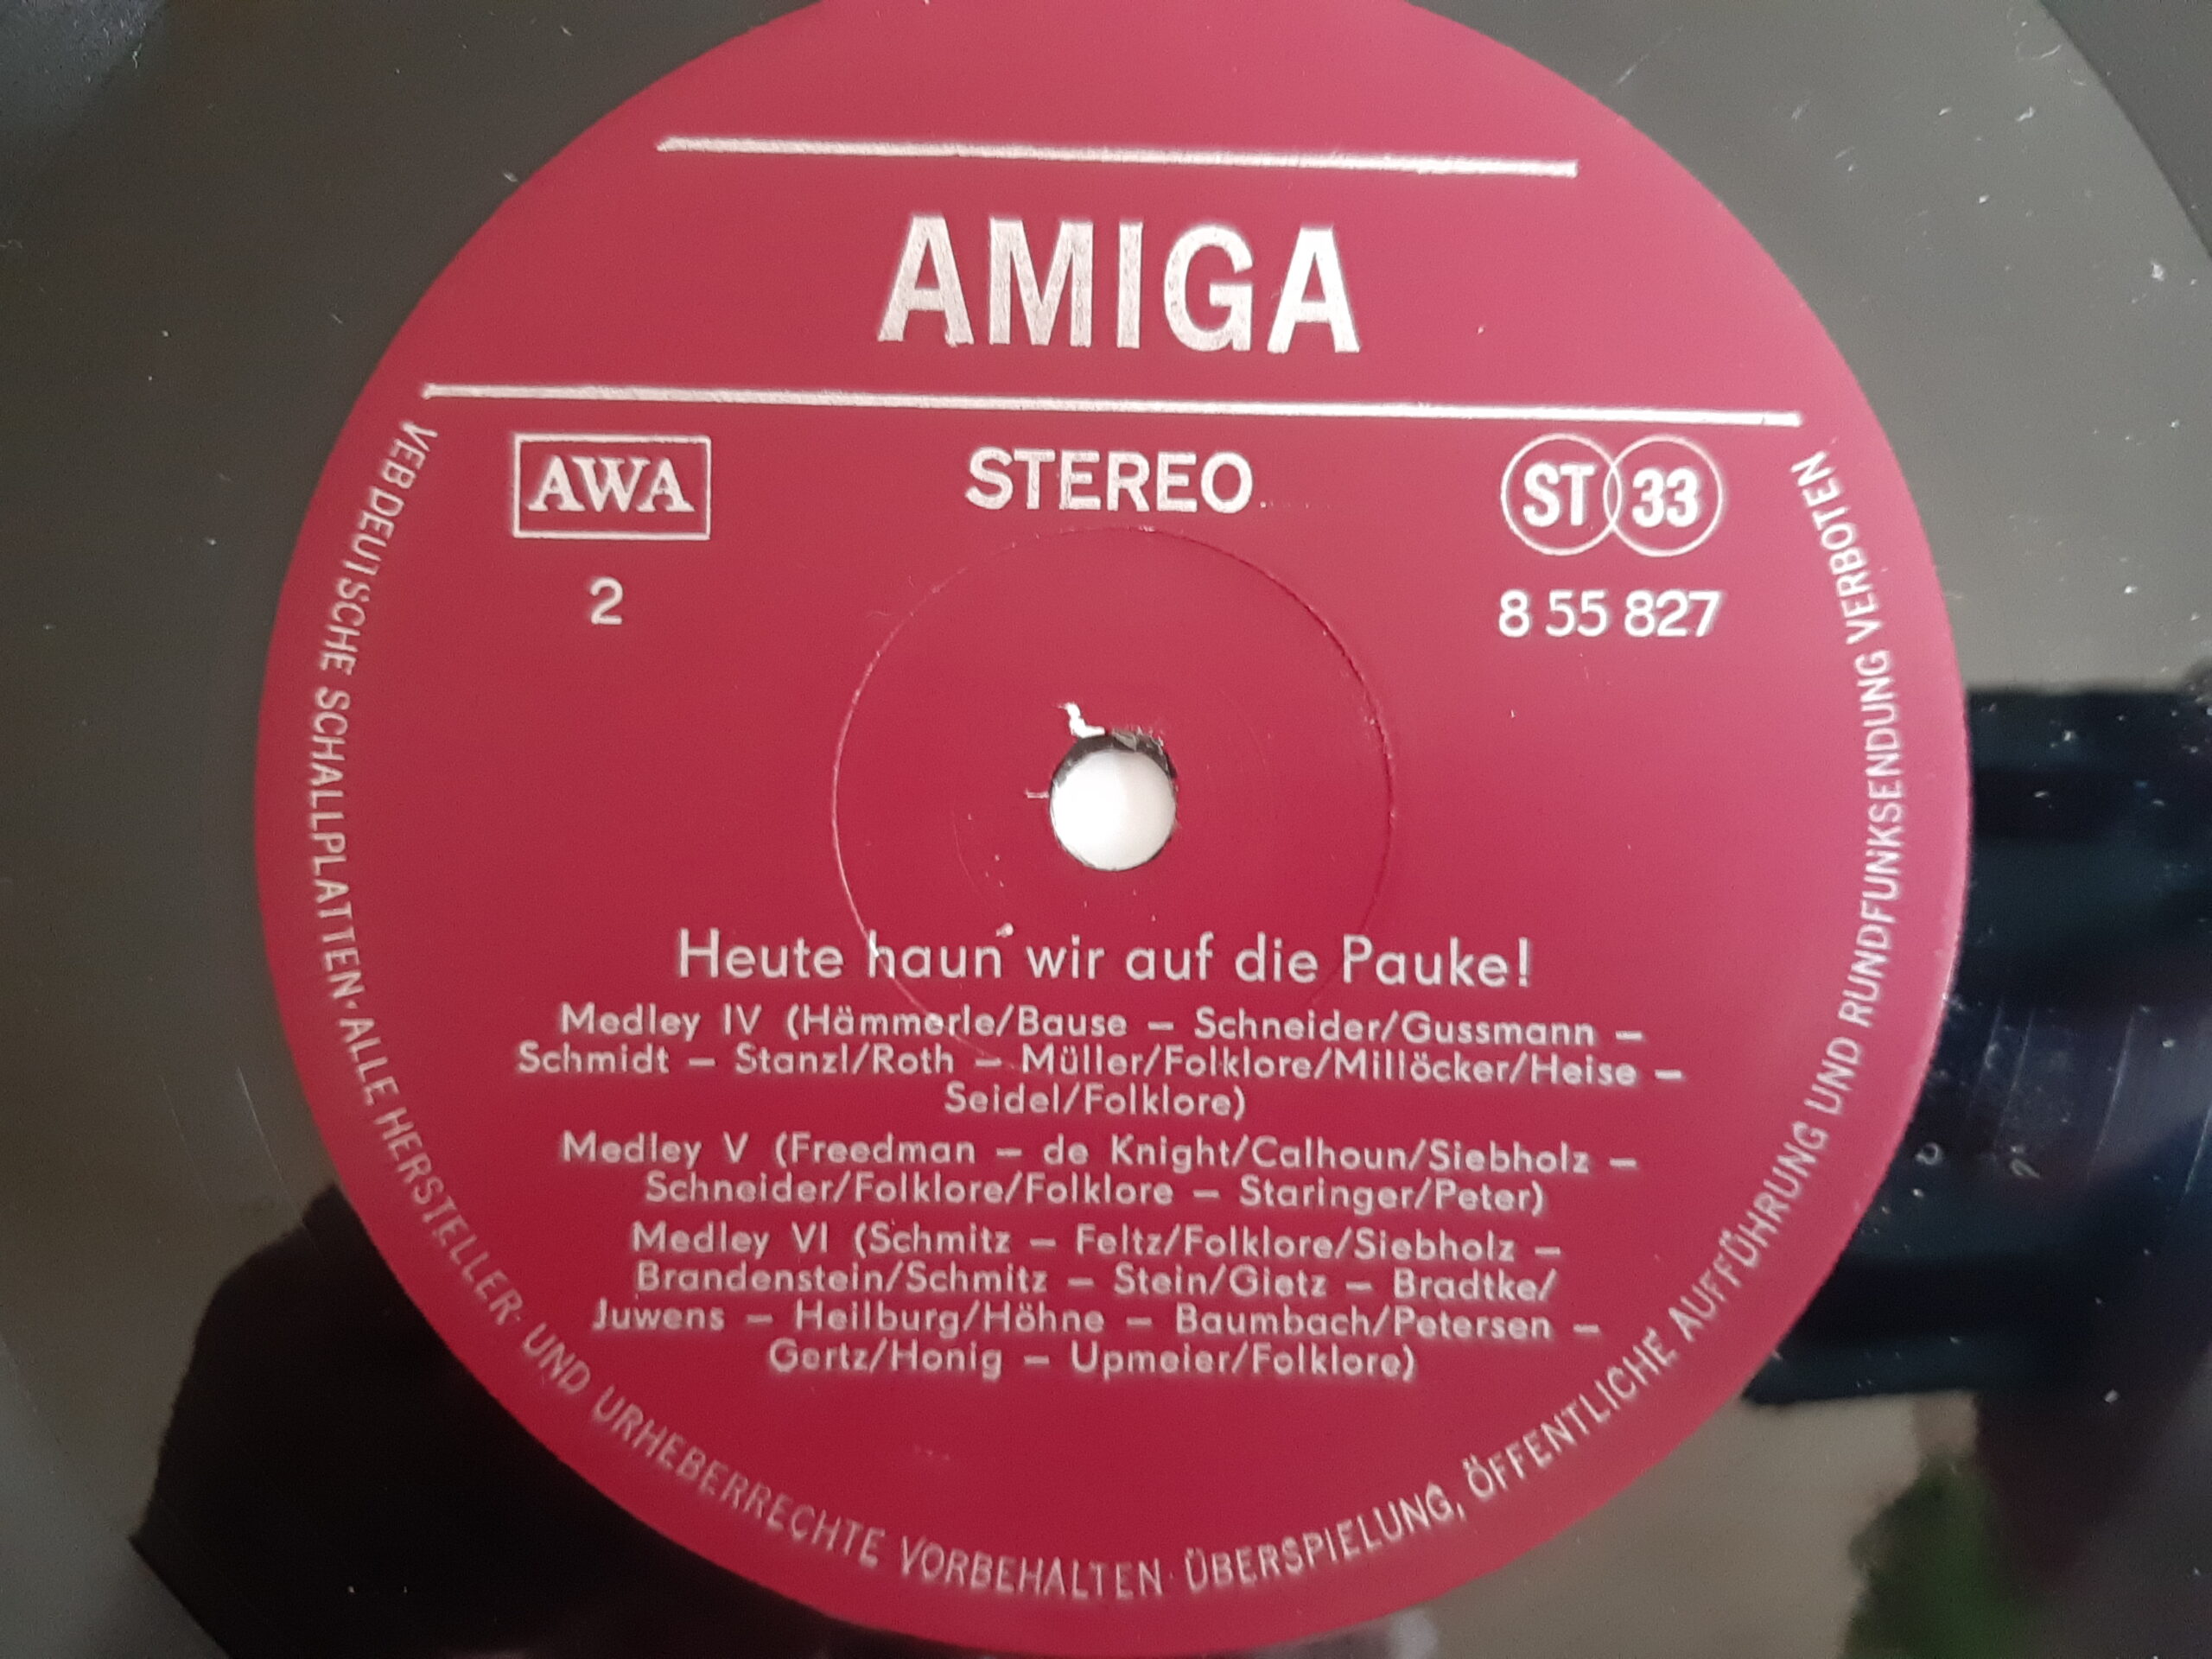 AMIGA
AWA
STEREO
ST 33
2
8 55 827
Heute haun' wir auf die Pauke!
Medley IV (Hämmerle/Bause – Schneider/Gussmann –
Schmidt – Stanzl/Roth – Müller/Folklore/Millöcker/Heise –
Seidel/Folklore)
Medley V (Freedman – de Knight/Calhoun/Siebholz –
Schneider/Folklore/Folklore – Staringer/Peter)
Medley VI (Schmitz – Feltz/Folklore/Siebholz –
Brandenstein/Schmitz – Stein/Gietz – Bradtke/
Juwens – Heilburg/Höhne – Baumbach/Petersen –
Gertz/Honig – Upmeier/Folklore)
VEB DEUTSCHE SCHALLPLATTEN · ALLE HERSTELLER- UND URHEBERRECHTE VORBEHALTEN · ÜBERSPIELUNG, ÖFFENTLICHE AUFFÜHRUNG UND RUNDFUNKSENDUNG VERBOTEN